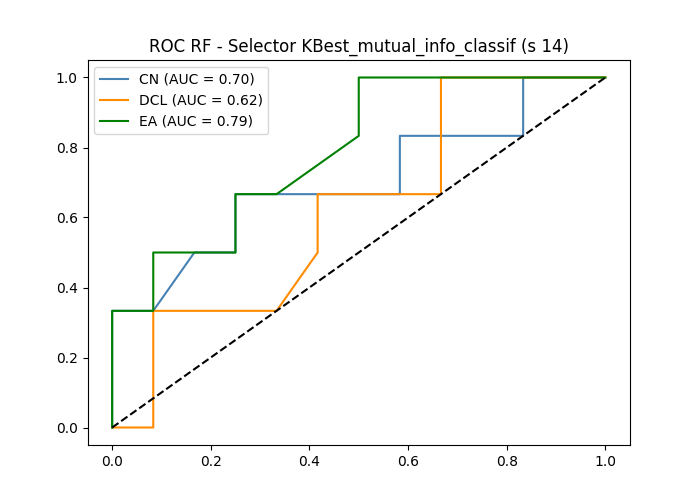 ROC RF - Selector KBest_mutual_info_classif (s 14)
CN (AUC = 0.70)
DCL (AUC = 0.62)
EA (AUC = 0.79)
1.0
0.8
0.6
0.4
0.2
0.0
0.0 0.2 0.4 0.6 0.8 1.0